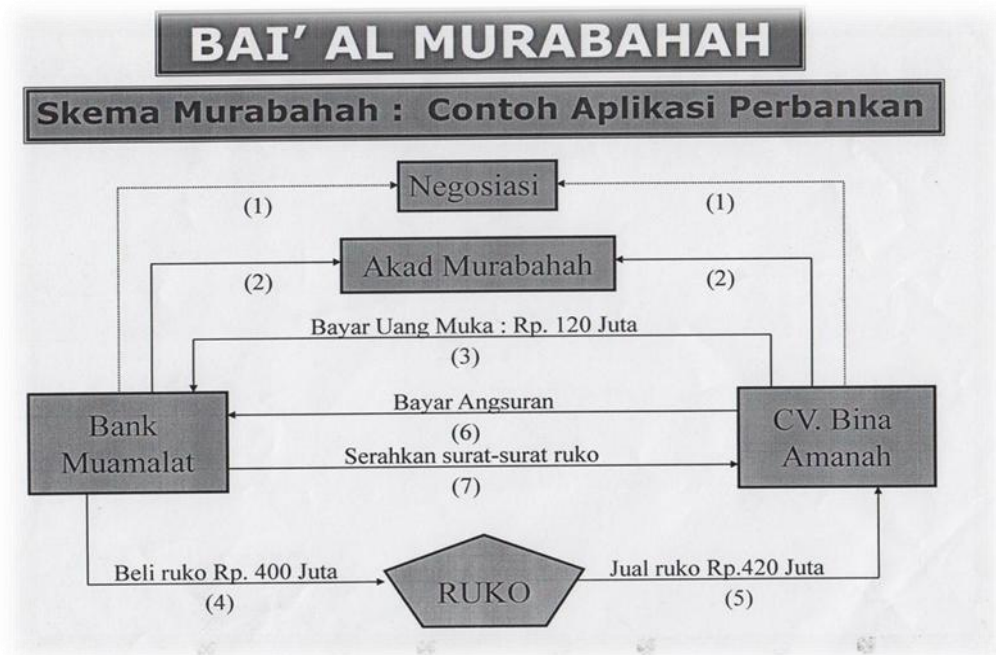 BAI' AL MURABAHAH
Skema Murabahah : Contoh Aplikasi Perbankan
Negosiasi
(1)
(1)
Akad Murabahah
(2)
(2)
Bayar Uang Muka : Rp. 120 Juta
(3)
Bank
Muamalat
Bayar Angsuran
(6)
Serahkan surat-surat ruko
(7)
CV. Bina
Amanah
Beli ruko Rp. 400 Juta
(4)
RUKO
Jual ruko Rp.420 Juta
(5)